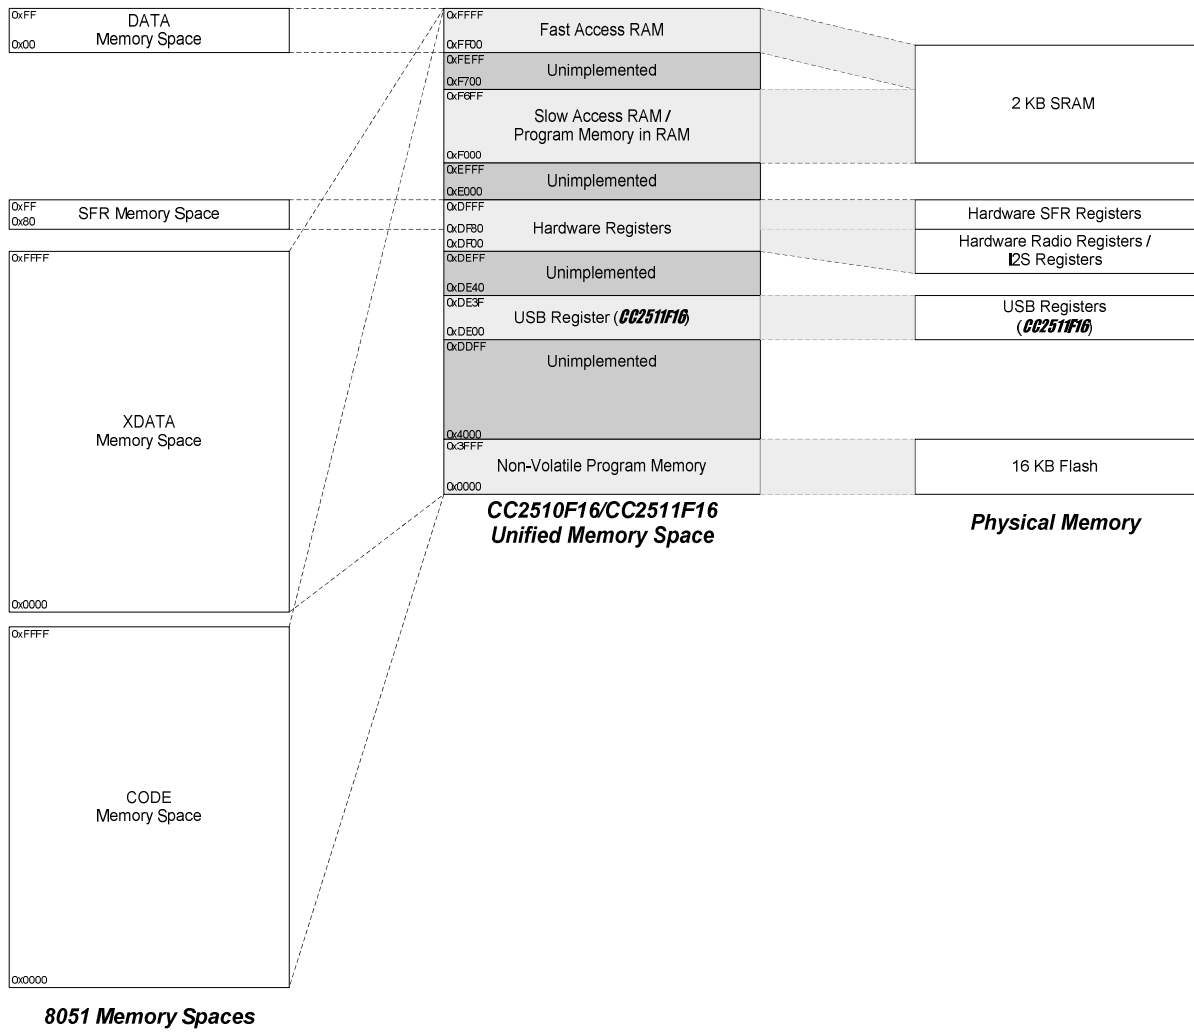 0xFF
DATA
Memory Space
0x00
0xFF
SFR Memory Space
0x80
0xFFFF
XDATA
Memory Space
0x0000
0xFFFF
CODE
Memory Space
0x0000
8051 Memory Spaces
0xFFFF
Fast Access RAM
0xFF00
0xFEFF
Unimplemented
0xF700
0xF6FF
Slow Access RAM /
Program Memory in RAM
0xF000
0xEFFF
Unimplemented
0xE000
0xDFFF
Hardware Registers
0xDF80
0xDF00
0xDEFF
Unimplemented
0xDE40
0xDE3F
USB Register (CC2511F16)
0xDE00
0xDDFF
Unimplemented
0x4000
0x3FFF
Non-Volatile Program Memory
0x0000
CC2510F16/CC2511F16
Unified Memory Space
2 KB SRAM
Hardware SFR Registers
Hardware Radio Registers /
I2S Registers
USB Registers
(CC2511F16)
16 KB Flash
Physical Memory